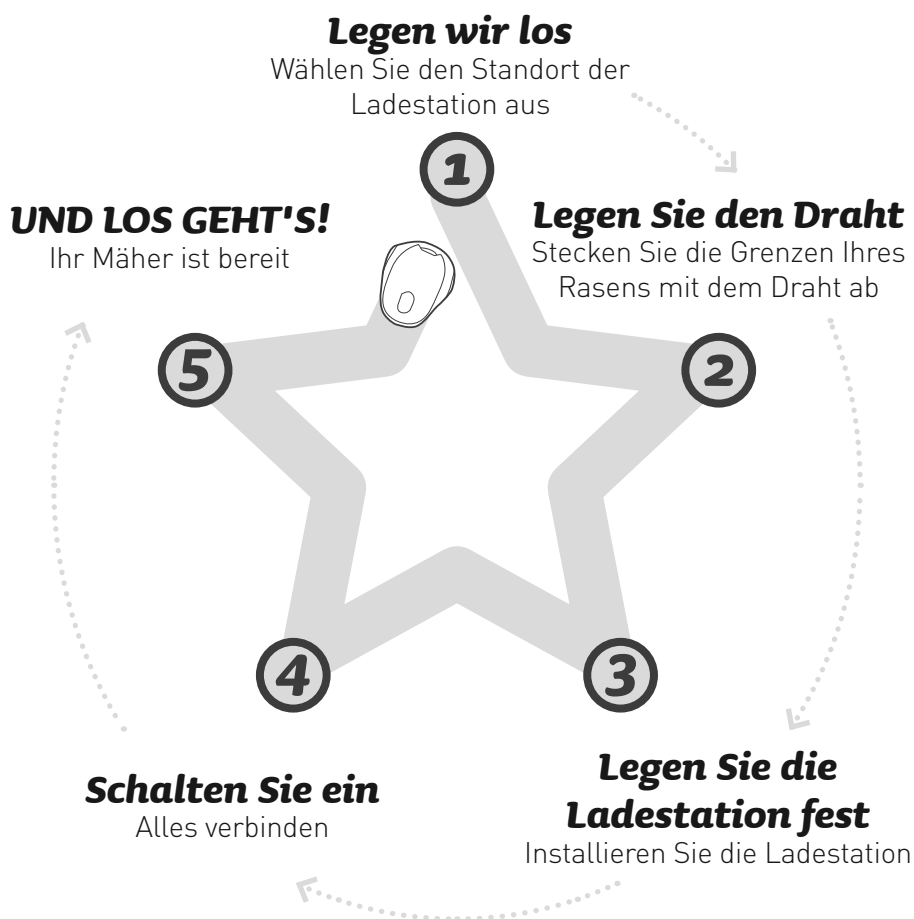 Legen wir los
Wählen Sie den Standort der
Ladestation aus
1
Legen Sie den Draht
Stecken Sie die Grenzen Ihres
Rasens mit dem Draht ab
2
Legen Sie die
Ladestation fest
Installieren Sie die Ladestation
3
Schalten Sie ein
Alles verbinden
4
UND LOS GEHT'S!
Ihr Mäher ist bereit
5